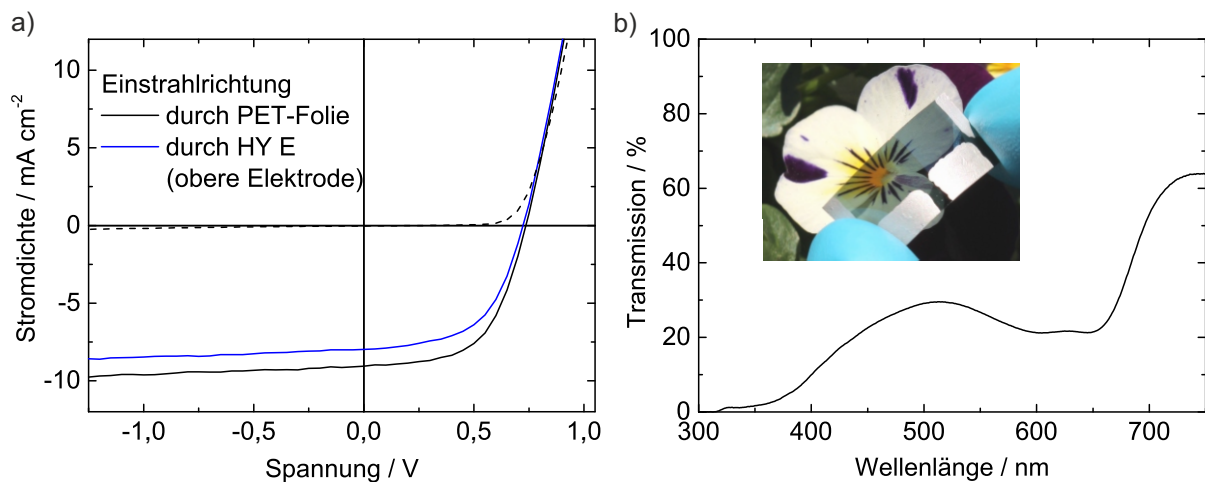 a)
Einstrahlrichtung
durch PET-Folie
durch HY E
(obere Elektrode)
10
5
0
-5
-10
Stromdichte / mA cm⁻²
-1,0
-0,5
0,0
0,5
1,0
Spannung / V
b)
100
80
60
40
20
0
Transmission / %
300
400
500
600
700
Wellenlänge / nm